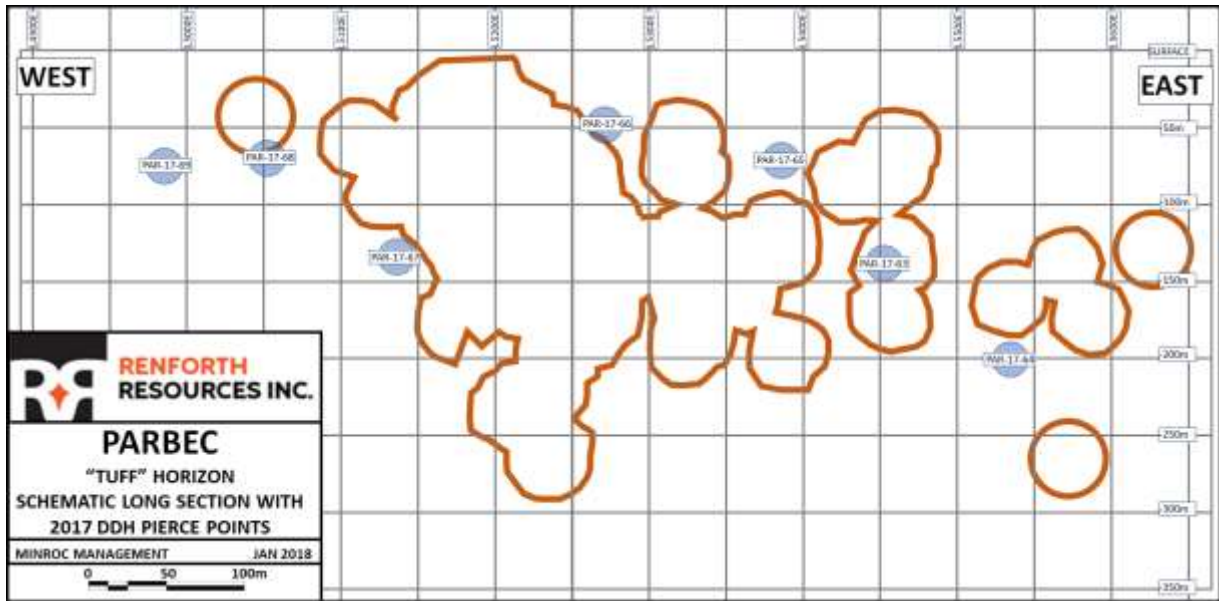 WEST
EAST
SURFACE
PAR-17-66
50m
PAR-17-69
PAR-17-68
PAR-17-65
100m
PAR-17-67
PAR-17-63
150m
PAR-17-64
200m
250m
300m
350m
RENFORTH
RESOURCES INC.
PARBEC
“TUFF” HORIZON
SCHEMATIC LONG SECTION WITH
2017 DDH PIERCE POINTS
MINROC MANAGEMENT JAN 2018
0 50 100m